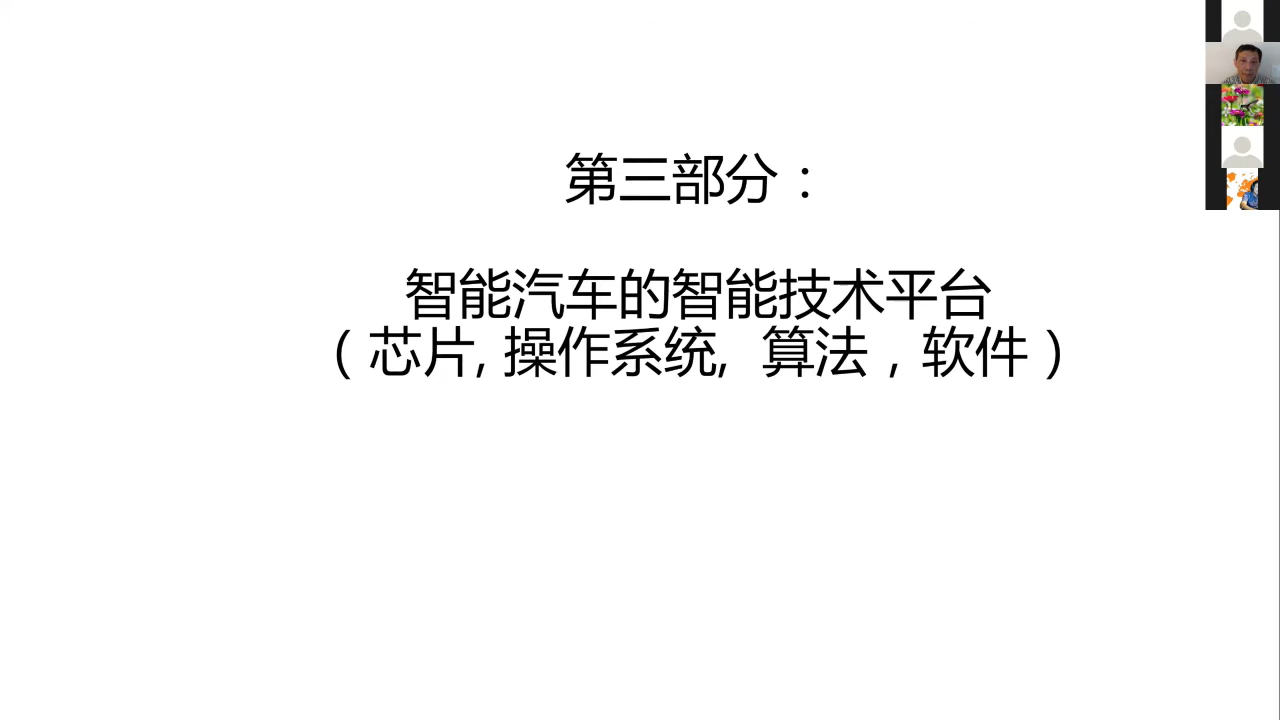 第三部分：
智能汽车的智能技术平台
（芯片, 操作系统,  算法，软件）